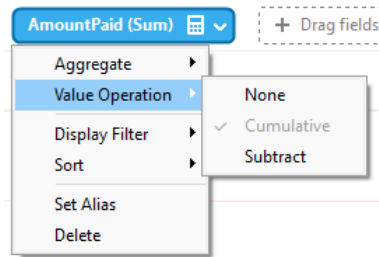 AmountPaid (Sum)
+ Drag fields
Aggregate
Value Operation
None
Cumulative
Display Filter
Subtract
Sort
Set Alias
Delete